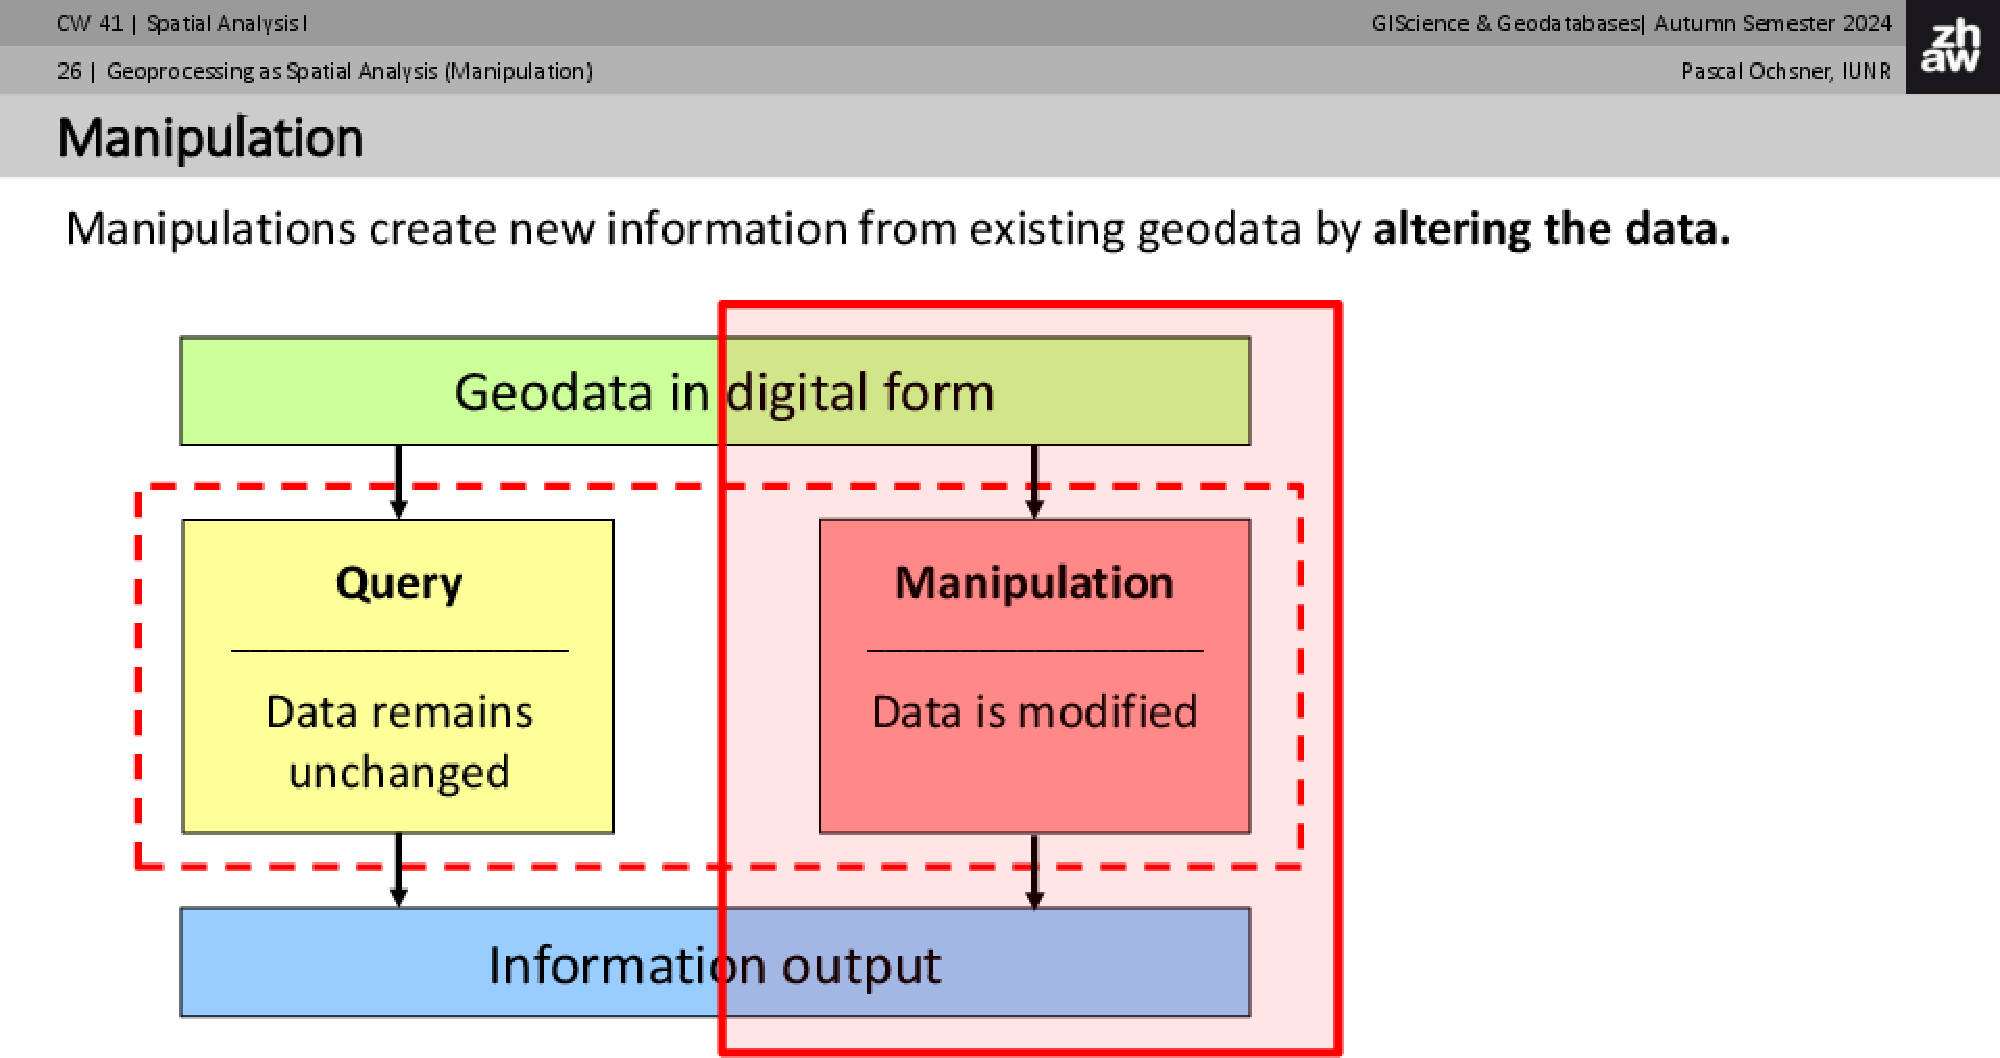 CW 41 | Spatial Analysis I
GIScience & Geodatabases| Autumn Semester 2024
26 | Geoprocessing as Spatial Analysis (Manipulation)
Pascal Ochsner, IUNR
zh
aw
Manipulation
Manipulations create new information from existing geodata by altering the data.
Geodata in digital form
Query
Data remains
unchanged
Manipulation
Data is modified
Information output